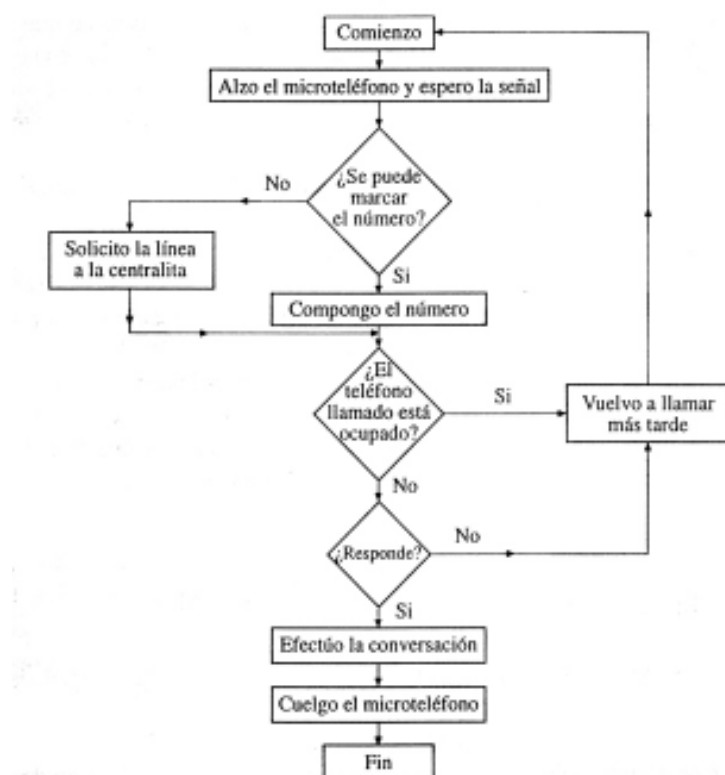 Comienzo
Alzo el microteléfono y espero la señal
¿Se puede
marcar
el número?
No
Solicito la línea
a la centralita
Si
Compongo el número
¿El
teléfono
llamado está
ocupado?
Si
Vuelvo a llamar
más tarde
No
¿Responde?
No
Si
Efectúo la conversación
Cuelgo el microteléfono
Fin